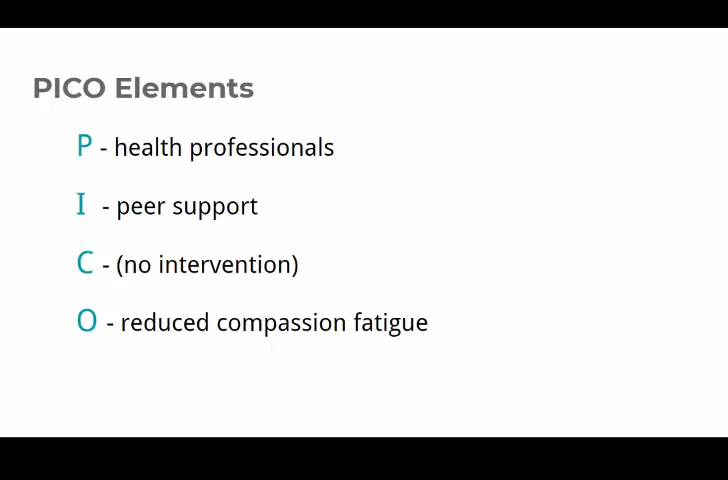 PICO Elements
P - health professionals
I - peer support
C - (no intervention)
O - reduced compassion fatigue